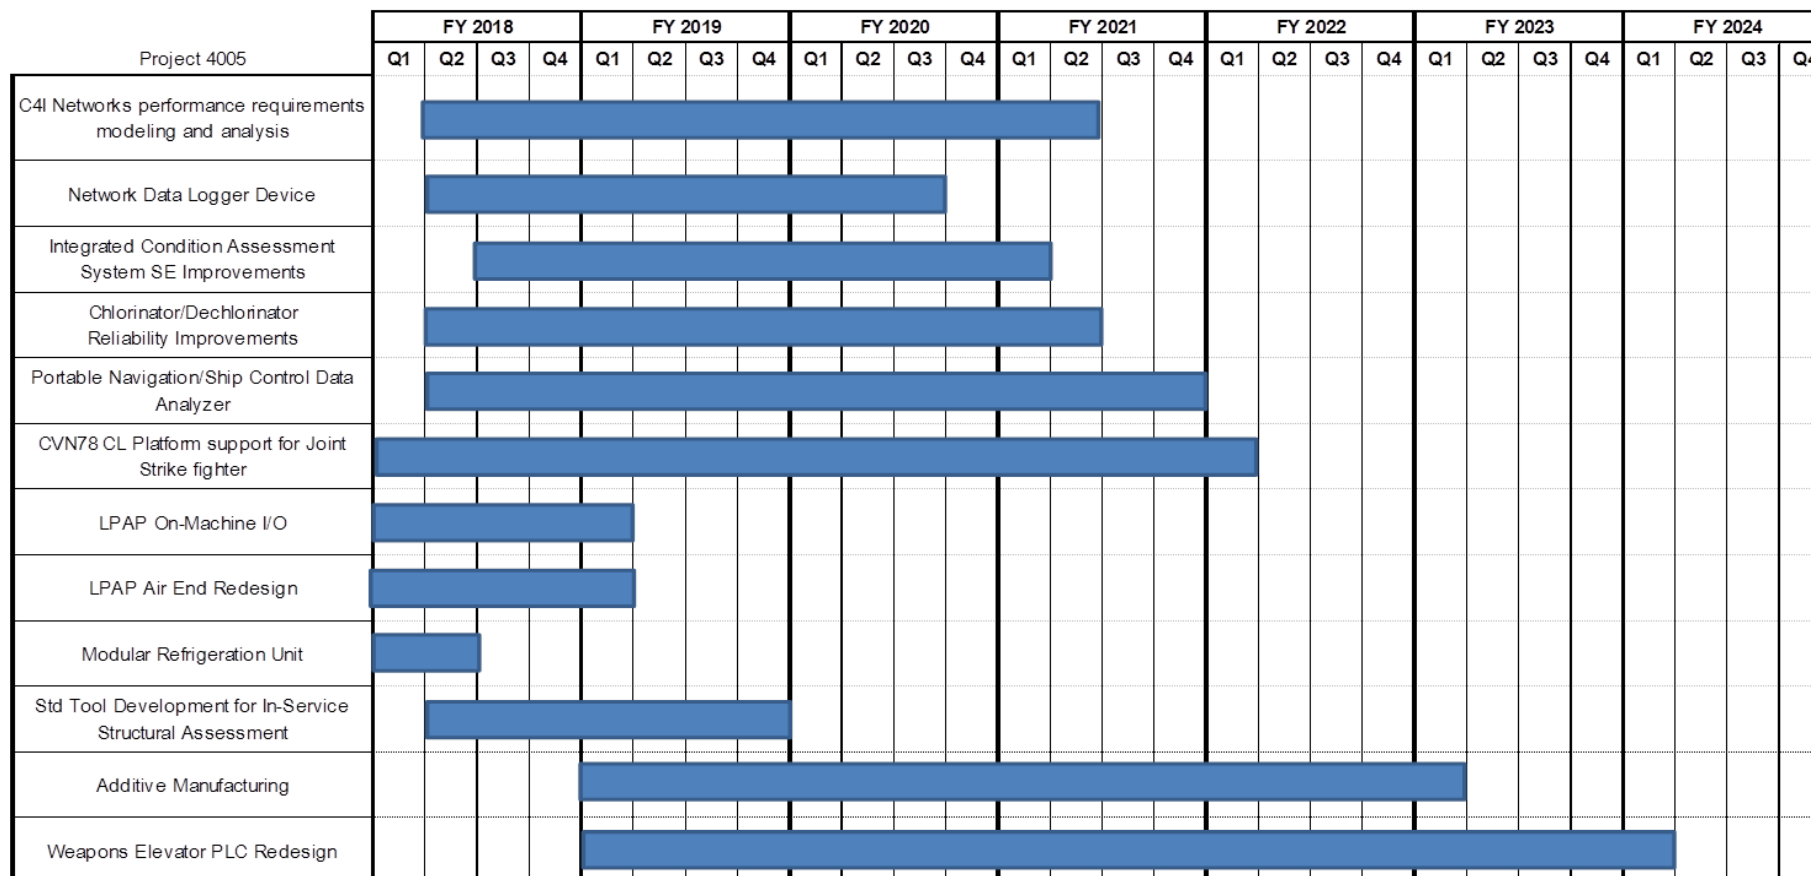 FY 2018 FY 2019 FY 2020 FY 2021 FY 2022 FY 2023 FY 2024
Project 4005 Q1 Q2 Q3 Q4 Q1 Q2 Q3 Q4 Q1 Q2 Q3 Q4 Q1 Q2 Q3 Q4 Q1 Q2 Q3 Q4 Q1 Q2 Q3 Q4 Q1 Q2 Q3 Q4
C4I Networks performance requirements
modeling and analysis
Network Data Logger Device
Integrated Condition Assessment
System SE Improvements
Chlorinator/Dechlorinator
Reliability Improvements
Portable Navigation/Ship Control Data
Analyzer
CVN78 CL Platform support for Joint
Strike fighter
LPAP On-Machine I/O
LPAP Air End Redesign
Modular Refrigeration Unit
Std Tool Development for In-Service
Structural Assessment
Additive Manufacturing
Weapons Elevator PLC Redesign